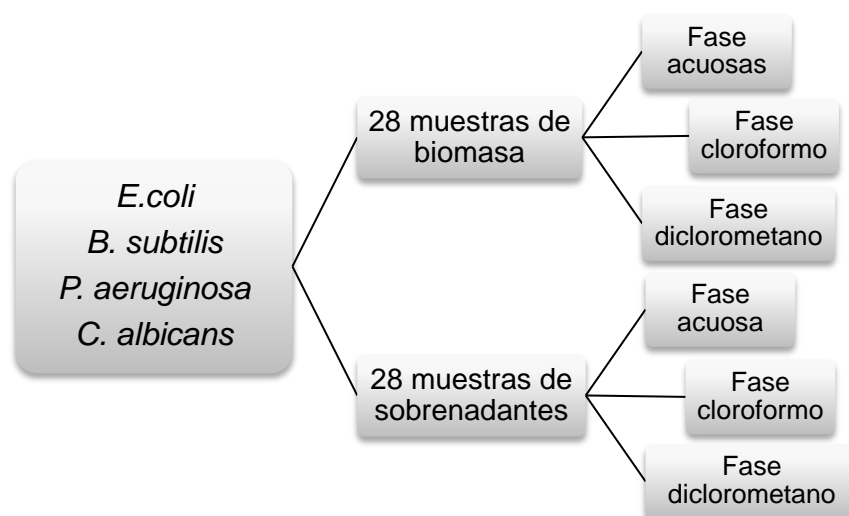 E.coli
B. subtilis
P. aeruginosa
C. albicans
28 muestras de
biomasa
Fase
acuosas
Fase
cloroformo
Fase
diclorometano
28 muestras de
sobrenadantes
Fase
acuosa
Fase
cloroformo
Fase
diclorometano